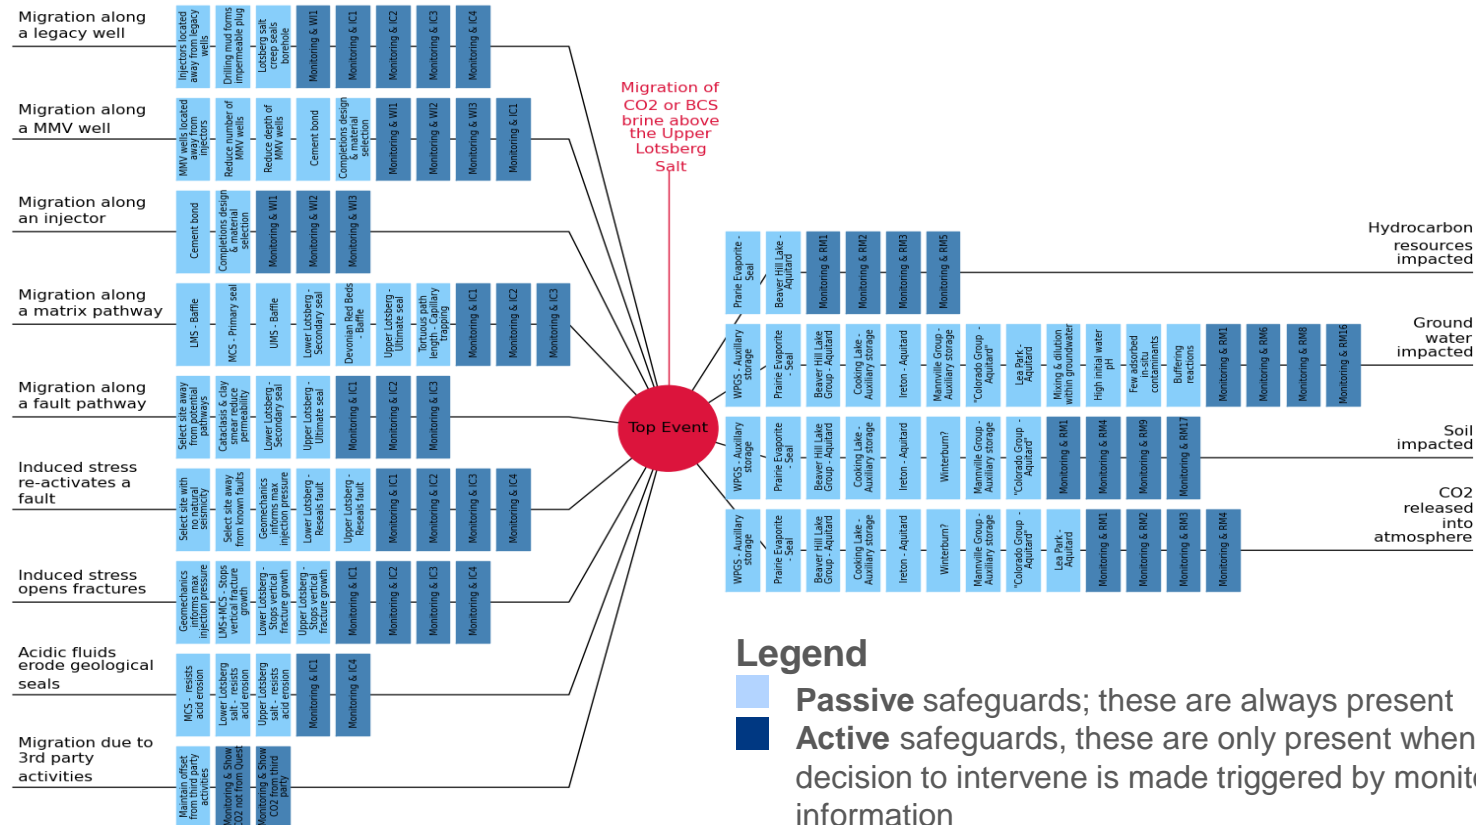 Migration along
a legacy well
Injectors located
away from legacy
wells
Drilling mud forms
impermeable plug
Lotsberg salt
creep seals
borehole
Monitoring & WI1
Monitoring & IC1
Monitoring & IC2
Monitoring & IC3
Monitoring & IC4
Migration along
a MMV well
MMV wells located
away from
injectors
Reduce number of
MMV wells
Reduce depth of
MMV wells
Cement bond
Completions design
& material
selection
Monitoring & WI1
Monitoring & WI2
Monitoring & WI3
Monitoring & IC1
Migration along
an injector
Cement bond
Completions design
& material
selection
Monitoring & WI1
Monitoring & WI2
Monitoring & WI3
Migration along
a matrix pathway
LMS - Baffle
MCS - Primary seal
UMS - Baffle
Lower Lotsberg -
Secondary seal
Devonian Red Beds
- Baffle
Upper Lotsberg -
Ultimate seal
Tortuous path
length - Capillary
trapping
Monitoring & IC1
Monitoring & IC2
Monitoring & IC3
Migration along
a fault pathway
Select site away
from potential
pathways
Cataclasis & clay
smear reduce
permeability
Lower Lotsberg -
Secondary seal
Upper Lotsberg -
Ultimate seal
Monitoring & IC1
Monitoring & IC2
Monitoring & IC3
Induced stress
re-activates a
fault
Select site with
no natural
seismicity
Select site away
from known faults
Geomechanics
informs max
injection pressure
Lower Lotsberg -
Reseals fault
Upper Lotsberg -
Reseals fault
Monitoring & IC1
Monitoring & IC2
Monitoring & IC3
Monitoring & IC4
Induced stress
opens fractures
Geomechanics
informs max
injection pressure
LMS+MCS - Stops
vertical fracture
growth
Lower Lotsberg -
Stops vertical
fracture growth
Upper Lotsberg -
Stops vertical
fracture growth
Monitoring & IC1
Monitoring & IC2
Monitoring & IC3
Monitoring & IC4
Acidic fluids
erode geological
seals
MCS - resists
acid erosion
Lower Lotsberg
salt - resists
acid erosion
Upper Lotsberg
salt - resists
acid erosion
Monitoring & IC1
Monitoring & IC4
Migration due to
3rd party
activities
Maintain offset
from third party
activities
Monitoring & Show
CO2 not from Quest
Monitoring & Show
CO2 from third
party
Migration of
CO2 or BCS
brine above
the Upper
Lotsberg
Salt
Top Event
Hydrocarbon
resources
impacted
Prarie Evaporite -
Seal
Beaver Hill Lake -
Aquitard
Monitoring & RM1
Monitoring & RM2
Monitoring & RM3
Monitoring & RM5
Ground
water
impacted
WPGS - Auxillary
storage
Prairie Evaporite
- Seal
Beaver Hill Lake
Group - Aquitard
Cooking Lake -
Auxiliary storage
Ireton - Aquitard
Mannville Group -
Auxiliary storage
"Colorado Group -
Aquitard"
Lea Park -
Aquitard
Mixing & dilution
within groundwater
High initial water
pH
Few adsorbed
in-situ
contaminants
Buffering
reactions
Monitoring & RM1
Monitoring & RM6
Monitoring & RM8
Monitoring & RM16
Soil
impacted
WPGS - Auxillary
storage
Prairie Evaporite
- Seal
Beaver Hill Lake
Group - Aquitard
Cooking Lake -
Auxiliary storage
Ireton - Aquitard
Winterburn?
Mannville Group -
Auxiliary storage
"Colorado Group -
Aquitard"
Monitoring & RM1
Monitoring & RM4
Monitoring & RM9
Monitoring & RM17
CO2
released
into
atmosphere
WPGS - Auxillary
storage
Prairie Evaporite
- Seal
Beaver Hill Lake
Group - Aquitard
Cooking Lake -
Auxiliary storage
Ireton - Aquitard
Winterburn?
Mannville Group -
Auxiliary storage
"Colorado Group -
Aquitard"
Lea Park -
Aquitard
Monitoring & RM1
Monitoring & RM2
Monitoring & RM3
Monitoring & RM4
Legend
Passive safeguards; these are always present
Active safeguards, these are only present when
decision to intervene is made triggered by monit
information